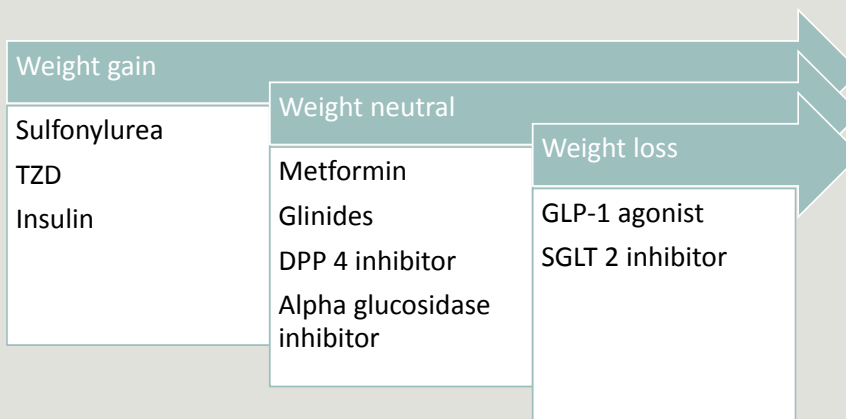 Weight gain
Sulfonylurea
TZD
Insulin
Weight neutral
Metformin
Glinides
DPP 4 inhibitor
Alpha glucosidase
inhibitor
Weight loss
GLP-1 agonist
SGLT 2 inhibitor